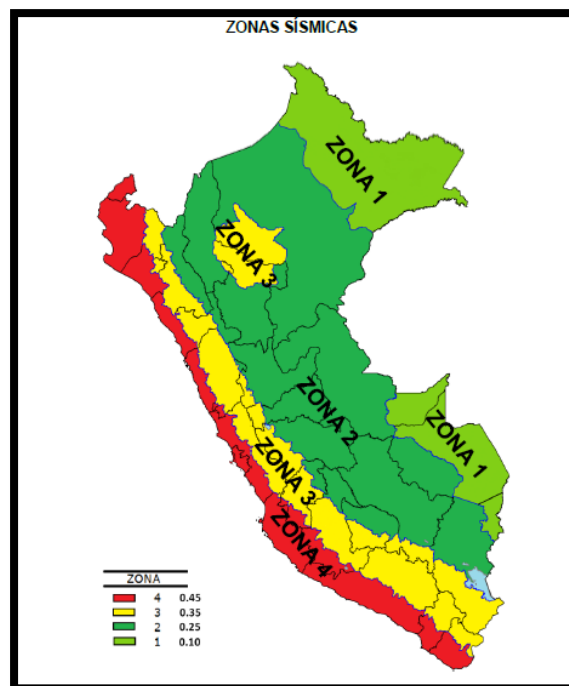 ZONAS SÍSMICAS
ZONA 1
ZONA 3
ZONA 2
ZONA 1
ZONA 3
ZONA 4
ZONA
4 0.45
3 0.35
2 0.25
1 0.10